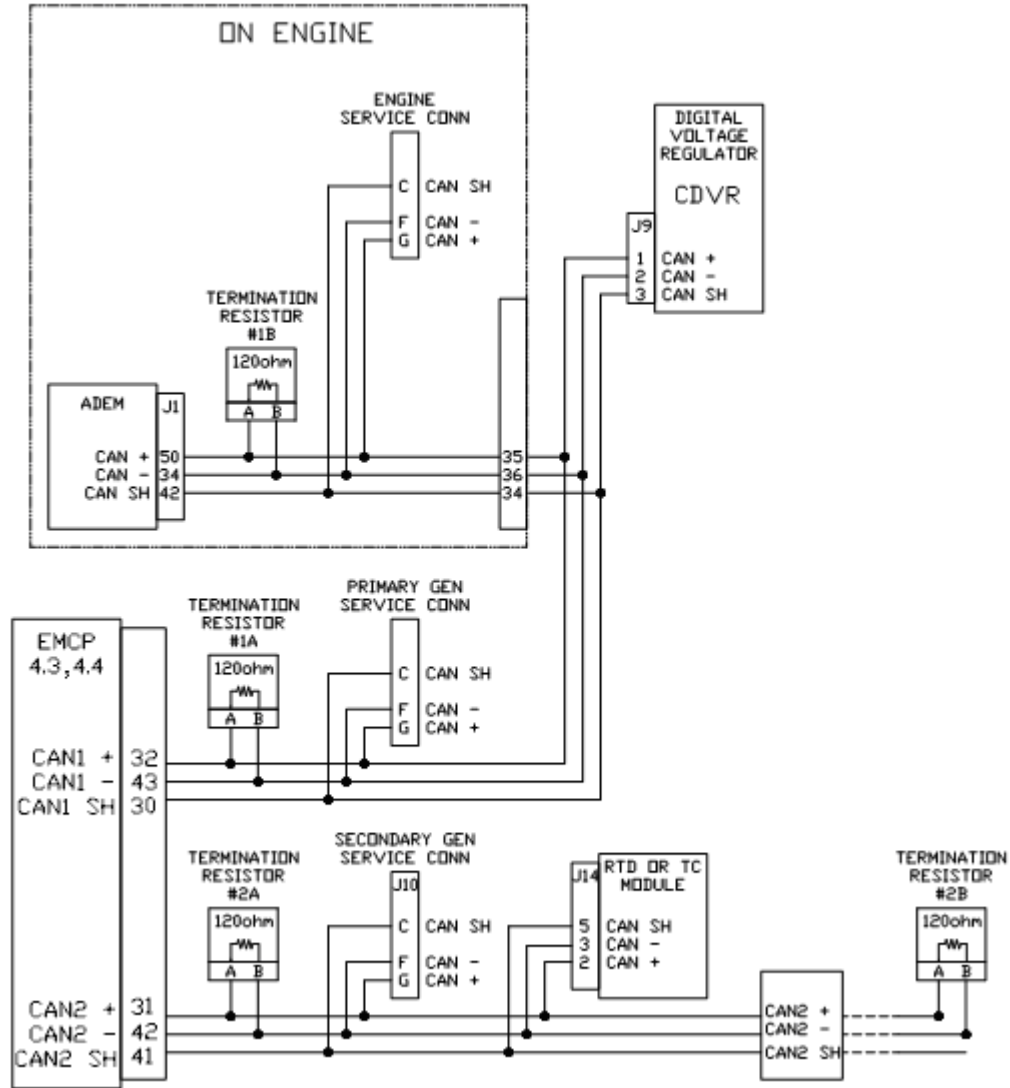 ON ENGINE
ENGINE
SERVICE CONN
C CAN SH
F CAN -
G CAN +
DIGITAL
VOLTAGE
REGULATOR
CDVR
J9
1 CAN +
2 CAN -
3 CAN SH
TERMINATION
RESISTOR
#1B
120ohm
A B
ADEM
J1
CAN + 50
CAN - 34
CAN SH 42
35
36
34
EMCP
4.3,4.4
TERMINATION
RESISTOR
#1A
120ohm
A B
PRIMARY GEN
SERVICE CONN
C CAN SH
F CAN -
G CAN +
CAN1 + 32
CAN1 - 43
CAN1 SH 30
TERMINATION
RESISTOR
#2A
120ohm
A B
SECONDARY GEN
SERVICE CONN
J10
C CAN SH
F CAN -
G CAN +
J14
RTD OR TC
MODULE
5 CAN SH
3 CAN -
2 CAN +
TERMINATION
RESISTOR
#2B
120ohm
A B
CAN2 + 31
CAN2 - 42
CAN2 SH 41
CAN2 +
CAN2 -
CAN2 SH